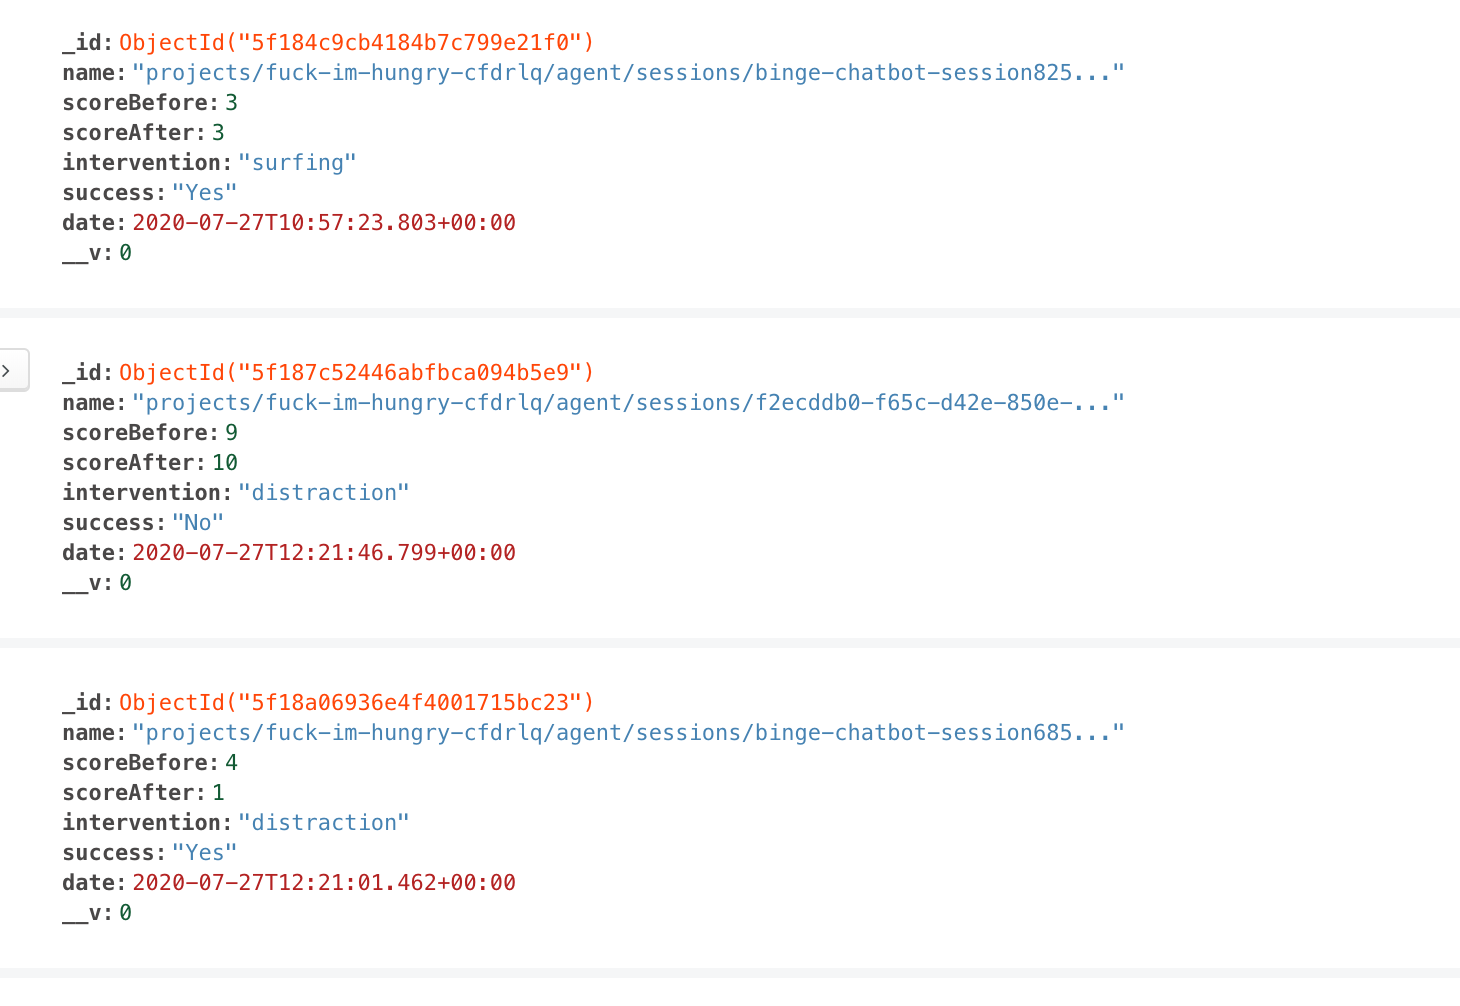 _id: ObjectId("5f184c9cb4184b7c799e21f0")
name: "projects/fuck-im-hungry-cfdrlq/agent/sessions/binge-chatbot-session825..."
scoreBefore: 3
scoreAfter: 3
intervention: "surfing"
success: "Yes"
date: 2020-07-27T10:57:23.803+00:00
__v: 0
_id: ObjectId("5f187c52446abfbca094b5e9")
name: "projects/fuck-im-hungry-cfdrlq/agent/sessions/f2ecddb0-f65c-d42e-850e-..."
scoreBefore: 9
scoreAfter: 10
intervention: "distraction"
success: "No"
date: 2020-07-27T12:21:46.799+00:00
__v: 0
_id: ObjectId("5f18a06936e4f4001715bc23")
name: "projects/fuck-im-hungry-cfdrlq/agent/sessions/binge-chatbot-session685..."
scoreBefore: 4
scoreAfter: 1
intervention: "distraction"
success: "Yes"
date: 2020-07-27T12:21:01.462+00:00
__v: 0